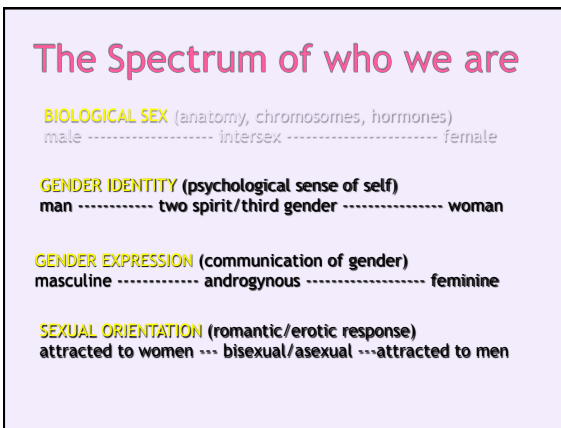 The Spectrum of who we are
BIOLOGICAL SEX (anatomy, chromosomes, hormones)
male -------------------- intersex ------------------------ female
GENDER IDENTITY (psychological sense of self)
man ------------ two spirit/third gender ---------------- woman
GENDER EXPRESSION (communication of gender)
masculine ------------- androgynous ------------------- feminine
SEXUAL ORIENTATION (romantic/erotic response)
attracted to women --- bisexual/asexual ---attracted to men